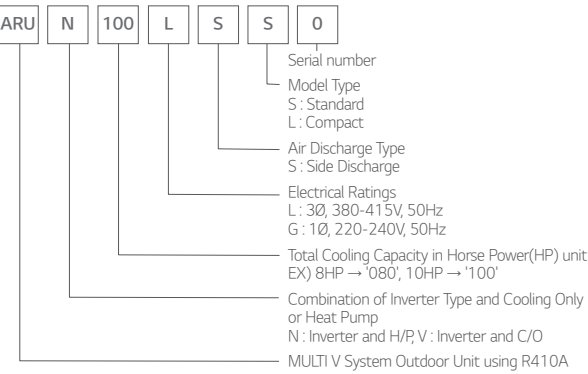 ARU N 100 L S S 0
Serial number
Model Type
S : Standard
L : Compact
Air Discharge Type
S : Side Discharge
Electrical Ratings
L : 3Ø, 380-415V, 50Hz
G : 1Ø, 220-240V, 50Hz
Total Cooling Capacity in Horse Power(HP) unit
EX) 8HP → '080', 10HP → '100'
Combination of Inverter Type and Cooling Only
or Heat Pump
N : Inverter and H/P, V : Inverter and C/O
MULTI V System Outdoor Unit using R410A